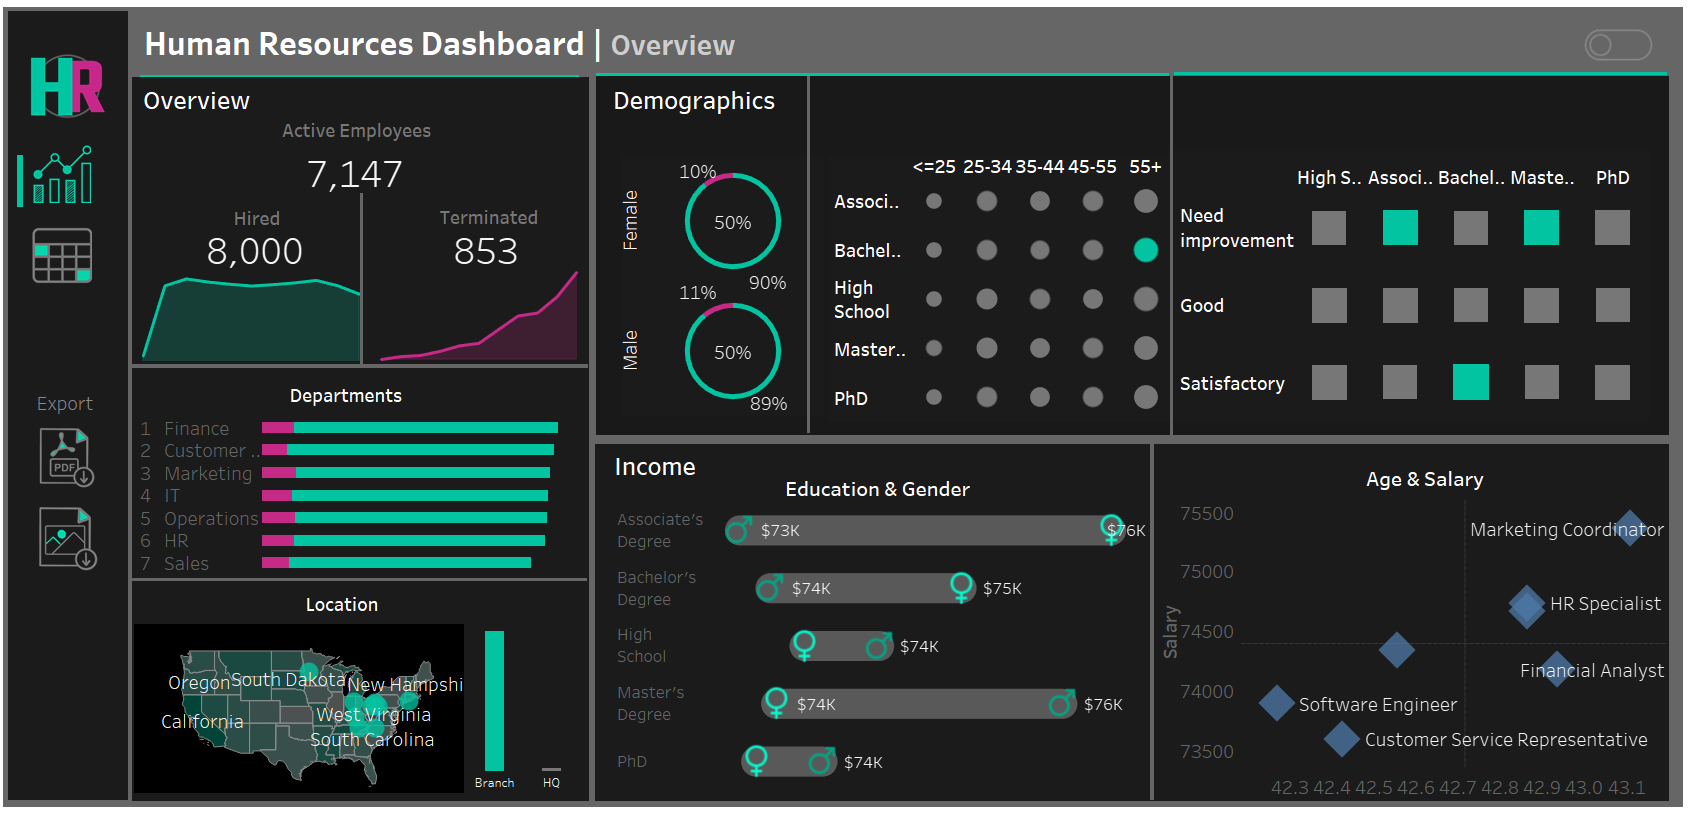 Human Resources Dashboard | Overview
HR
Overview
Active Employees
7,147
Hired
8,000
Terminated
853
Departments
1 Finance
2 Customer ..
3 Marketing
4 IT
5 Operations
6 HR
7 Sales
Location
Oregon
South Dakota
New Hampshi
California
West Virginia
South Carolina
Branch
HQ
Export
PDF
Demographics
Female
10%
50%
90%
Male
11%
50%
89%
<=25 25-34 35-44 45-55 55+
Associ..
Bachel..
High
School
Master..
PhD
High S.. Associ.. Bachel.. Maste.. PhD
Need
improvement
Good
Satisfactory
Income
Education & Gender
Associate's
Degree
$73K
$76K
Bachelor's
Degree
$74K
$75K
High
School
$74K
Master's
Degree
$74K
$76K
PhD
$74K
Age & Salary
Salary
75500
75000
74500
74000
73500
Marketing Coordinator
HR Specialist
Financial Analyst
Software Engineer
Customer Service Representative
42.3 42.4 42.5 42.6 42.7 42.8 42.9 43.0 43.1